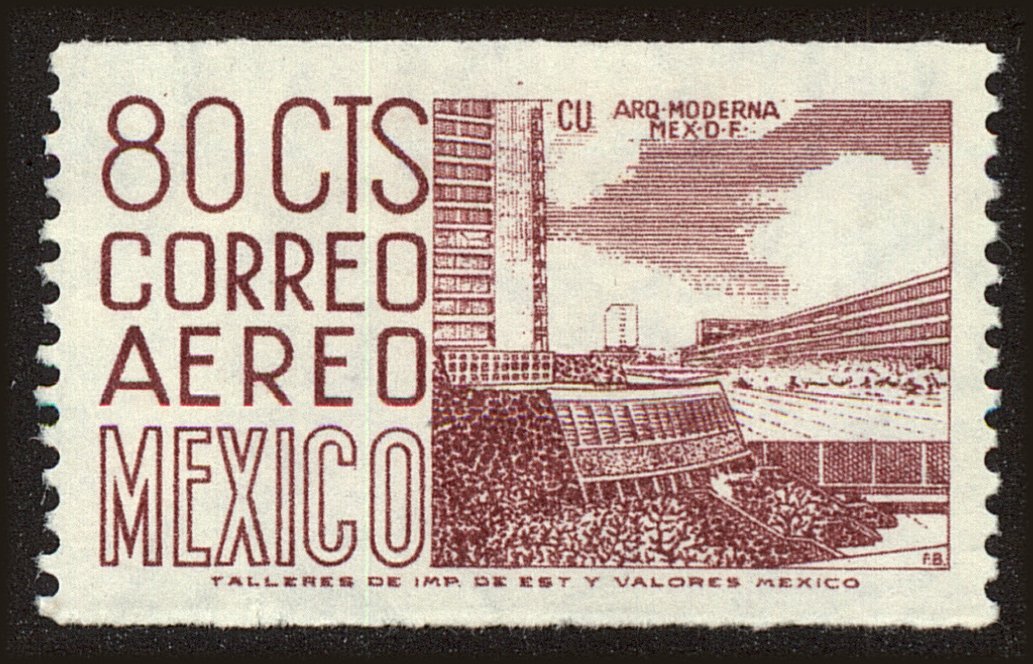 80 CTS
CORREO
AEREO
MEXICO
CU ARQ·MODERNA
MEX·D·F·
F.B.
TALLERES DE IMP. DE EST Y VALORES MEXICO